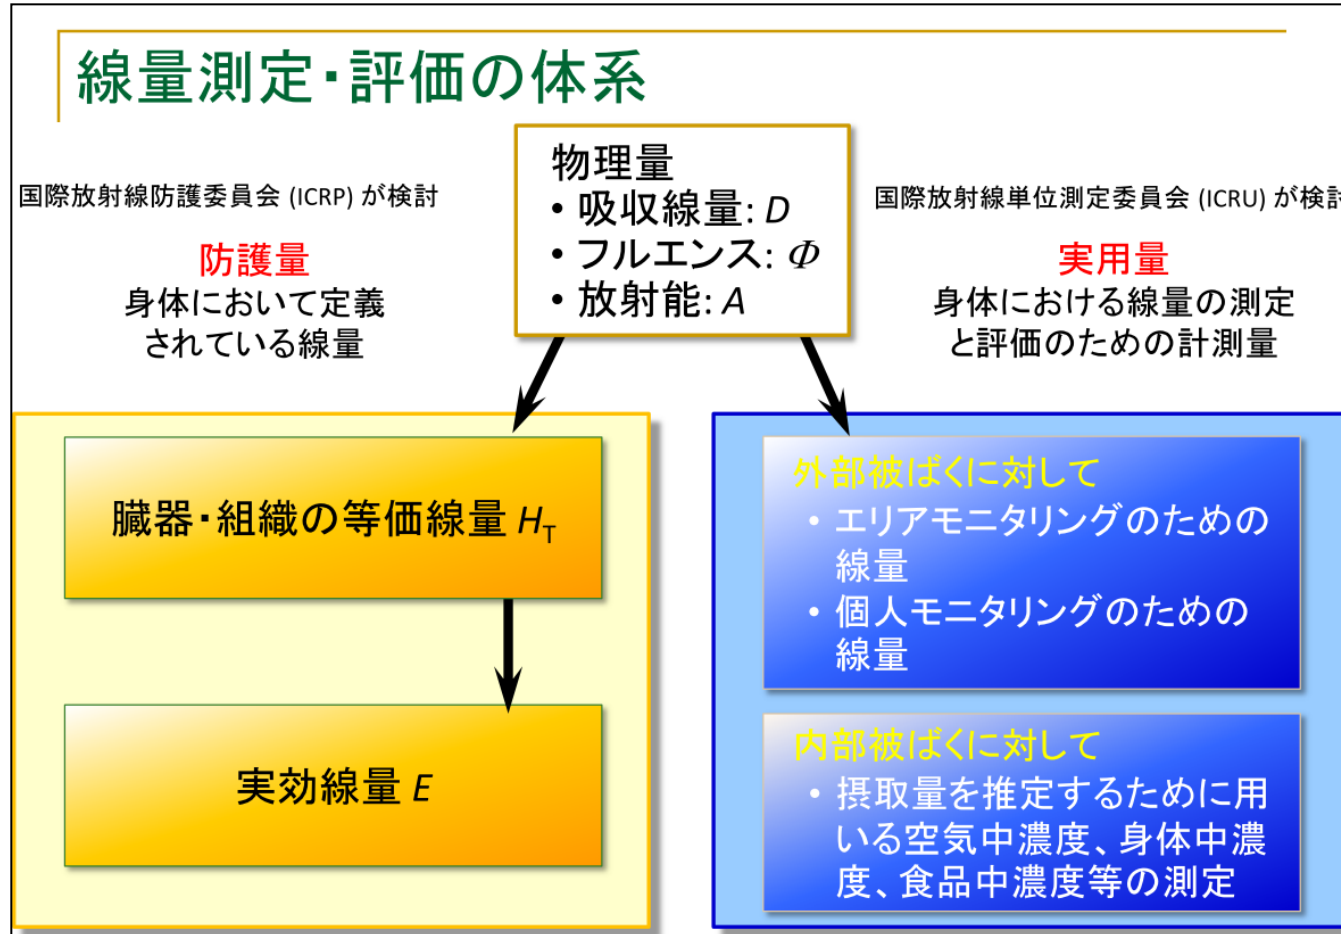 線量測定・評価の体系
国際放射線防護委員会 (ICRP) が検討
防護量
身体において定義
されている線量
物理量
• 吸収線量: D
• フルエンス: Φ
• 放射能: A
国際放射線単位測定委員会 (ICRU) が検討
実用量
身体における線量の測定
と評価のための計測量
臓器・組織の等価線量 HT
実効線量 E
外部被ばくに対して
• エリアモニタリングのための
線量
• 個人モニタリングのための
線量
内部被ばくに対して
• 摂取量を推定するために用
いる空気中濃度、身体中濃
度、食品中濃度等の測定